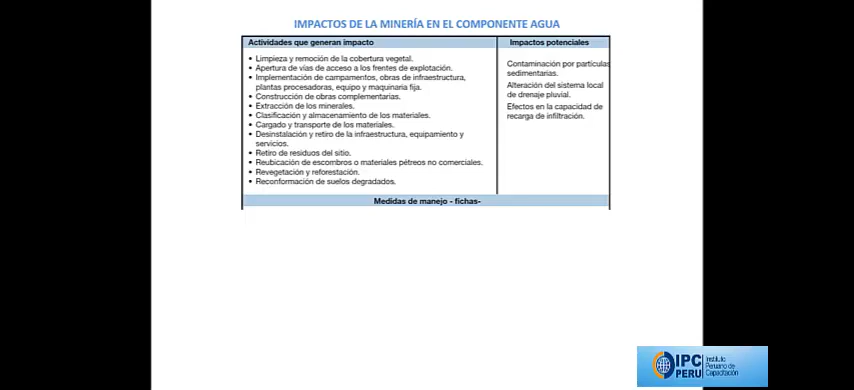 IMPACTOS DE LA MINERÍA EN EL COMPONENTE AGUA
Actividades que generan impacto
Impactos potenciales
• Limpieza y remoción de la cobertura vegetal.
• Apertura de vías de acceso a los frentes de explotación.
• Implementación de campamentos, obras de infraestructura,
plantas procesadoras, equipo y maquinaria fija.
• Construcción de obras complementarias.
• Extracción de los minerales.
• Clasificación y almacenamiento de los materiales.
• Cargado y transporte de los materiales.
• Desinstalación y retiro de la infraestructura, equipamiento y
servicios.
• Retiro de residuos del sitio.
• Reubicación de escombros o materiales pétreos no comerciales.
• Revegetación y reforestación.
• Reconformación de suelos degradados.
Contaminación por partículas
sedimentarias.
Alteración del sistema local
de drenaje pluvial.
Efectos en la capacidad de
recarga de infiltración.
Medidas de manejo - fichas-
IPC
PERU
Instituto
Peruano de
Capacitación